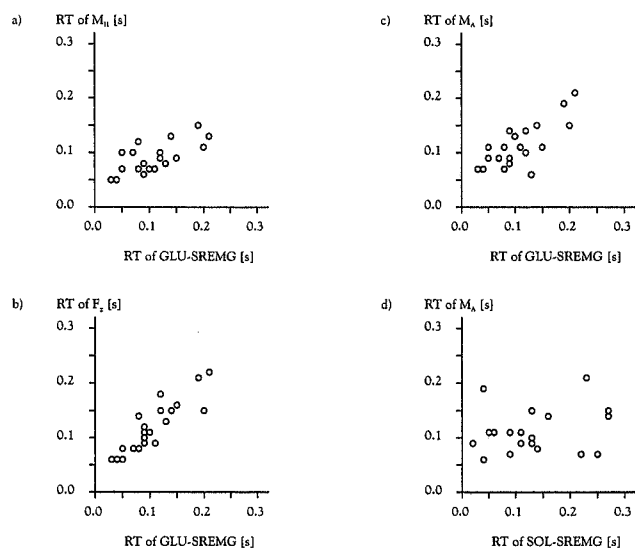 a) RT of M_H [s]
0.3
0.2
0.1
0.0
0.0 0.1 0.2 0.3
RT of GLU-SREMG [s]
c) RT of M_A [s]
0.3
0.2
0.1
0.0
0.0 0.1 0.2 0.3
RT of GLU-SREMG [s]
b) RT of F_z [s]
0.3
0.2
0.1
0.0
0.0 0.1 0.2 0.3
RT of GLU-SREMG [s]
d) RT of M_A [s]
0.3
0.2
0.1
0.0
0.0 0.1 0.2 0.3
RT of SOL-SREMG [s]